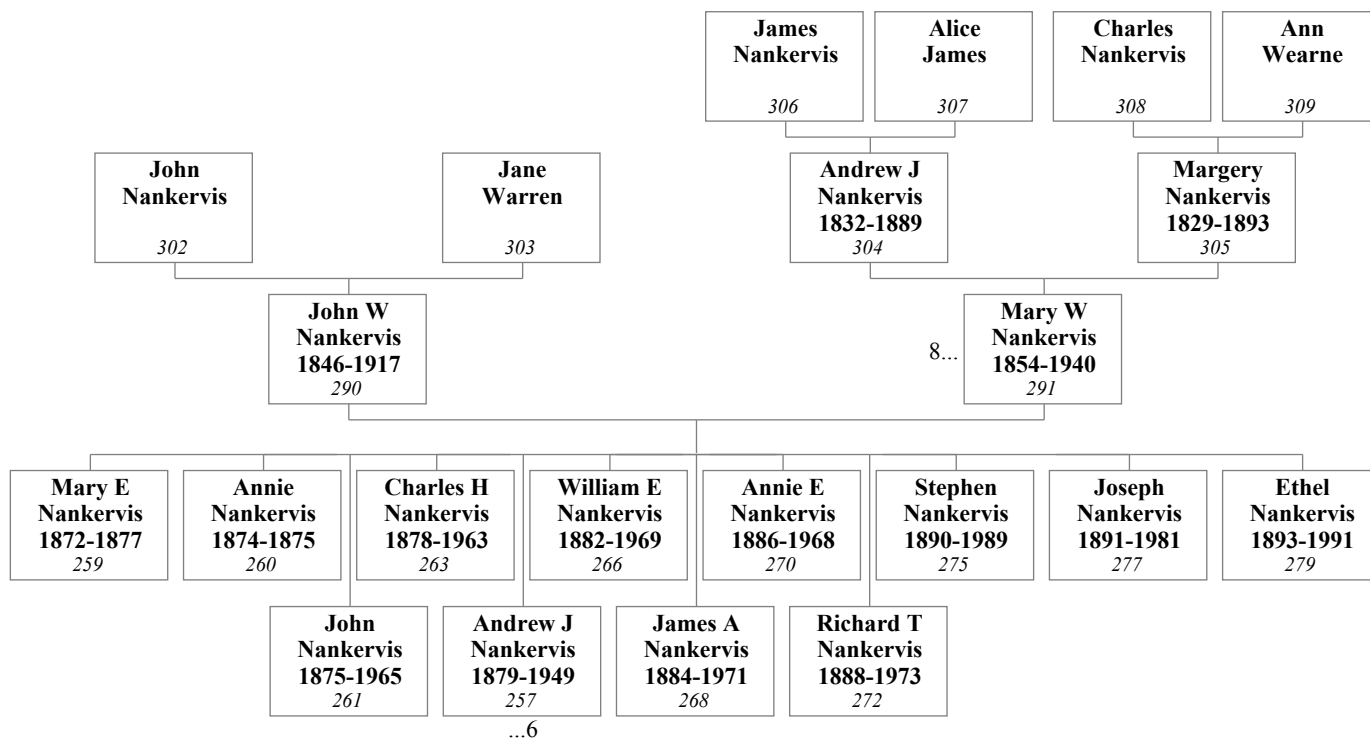 James
Nankervis
306
Alice
James
307
Charles
Nankervis
308
Ann
Wearne
309
John
Nankervis
302
Jane
Warren
303
Andrew J
Nankervis
1832-1889
304
Margery
Nankervis
1829-1893
305
John W
Nankervis
1846-1917
290
8...
Mary W
Nankervis
1854-1940
291
Mary E
Nankervis
1872-1877
259
Annie
Nankervis
1874-1875
260
Charles H
Nankervis
1878-1963
263
William E
Nankervis
1882-1969
266
Annie E
Nankervis
1886-1968
270
Stephen
Nankervis
1890-1989
275
Joseph
Nankervis
1891-1981
277
Ethel
Nankervis
1893-1991
279
John
Nankervis
1875-1965
261
Andrew J
Nankervis
1879-1949
257
...6
James A
Nankervis
1884-1971
268
Richard T
Nankervis
1888-1973
272